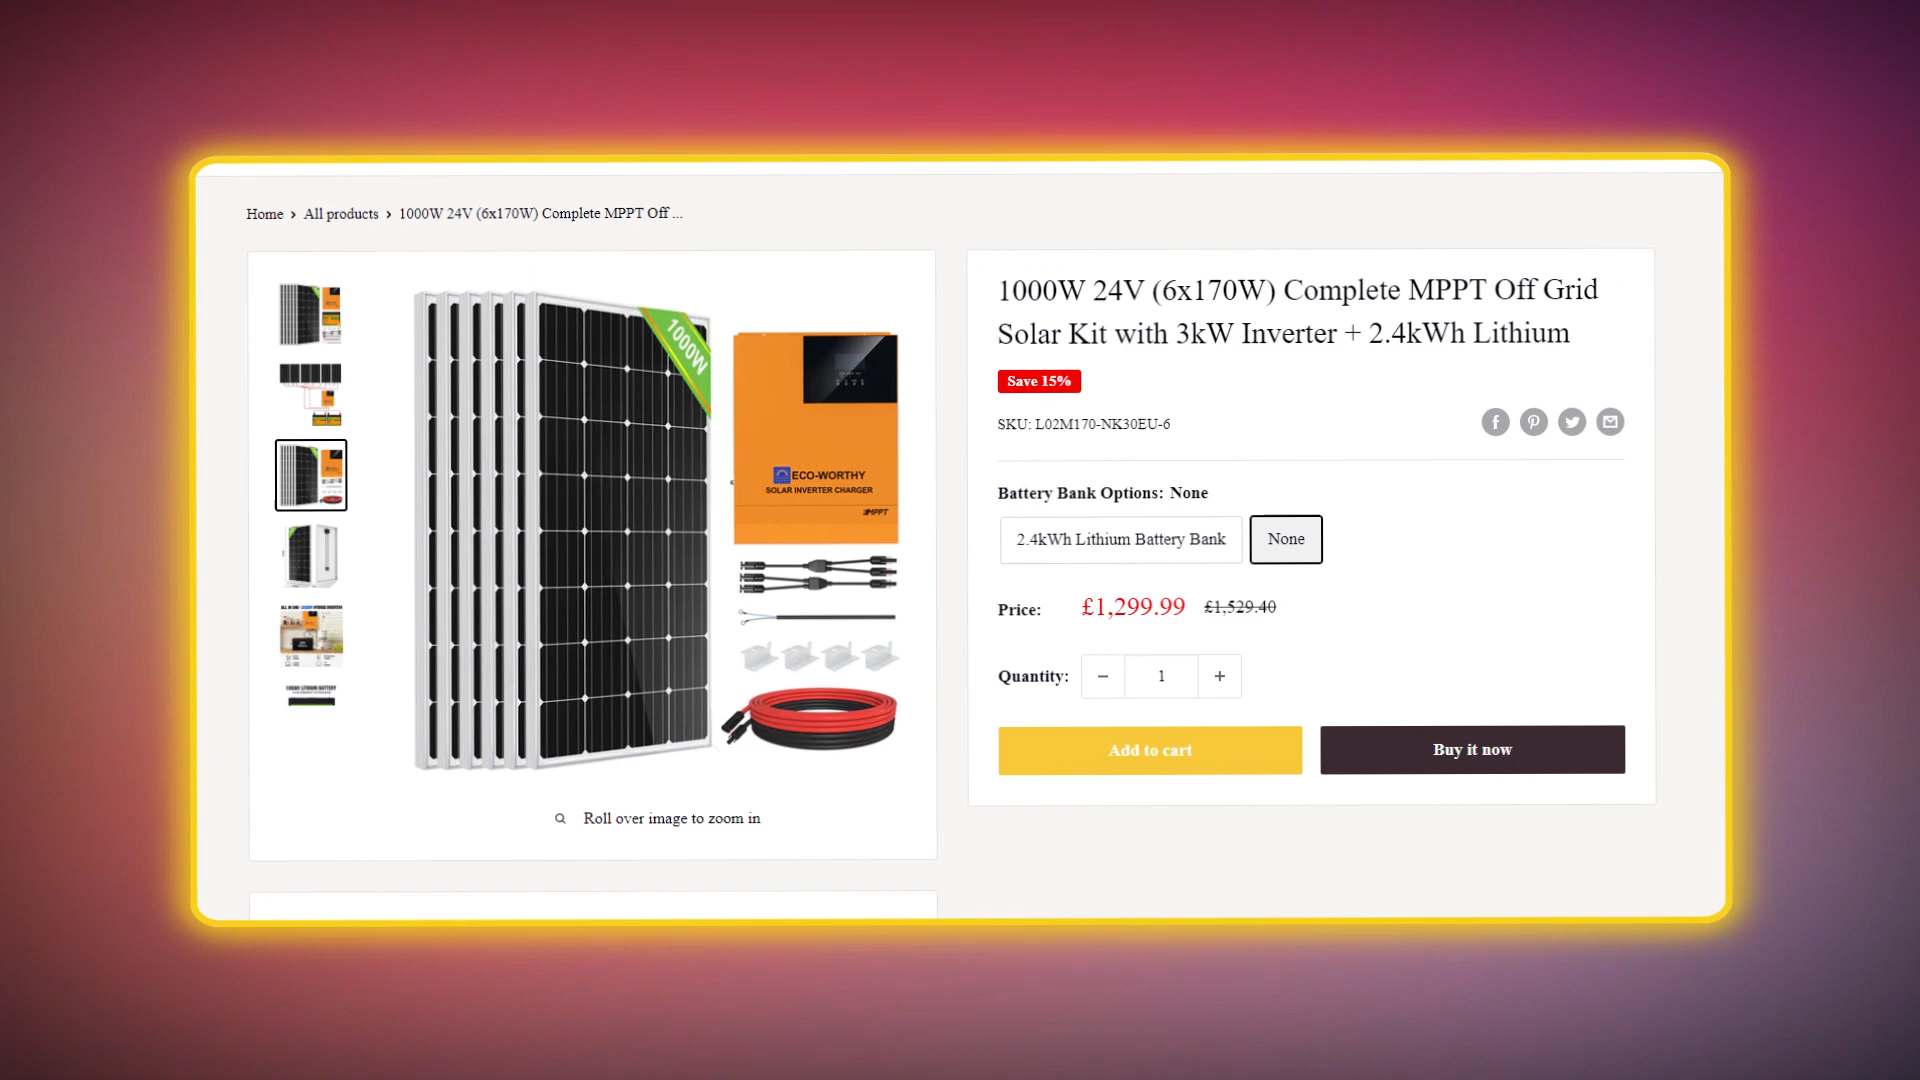 Home › All products › 1000W 24V (6x170W) Complete MPPT Off ...
1000W
ECO-WORTHY
SOLAR INVERTER CHARGER
MPPT
Roll over image to zoom in
1000W 24V (6x170W) Complete MPPT Off Grid
Solar Kit with 3kW Inverter + 2.4kWh Lithium
Save 15%
SKU: L02M170-NK30EU-6
Battery Bank Options: None
2.4kWh Lithium Battery Bank
None
Price: £1,299.99 £1,529.40
Quantity: − 1 +
Add to cart
Buy it now